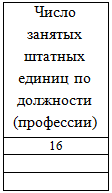 Число
занятых
штатных
единиц по
должности
(профессии)
16